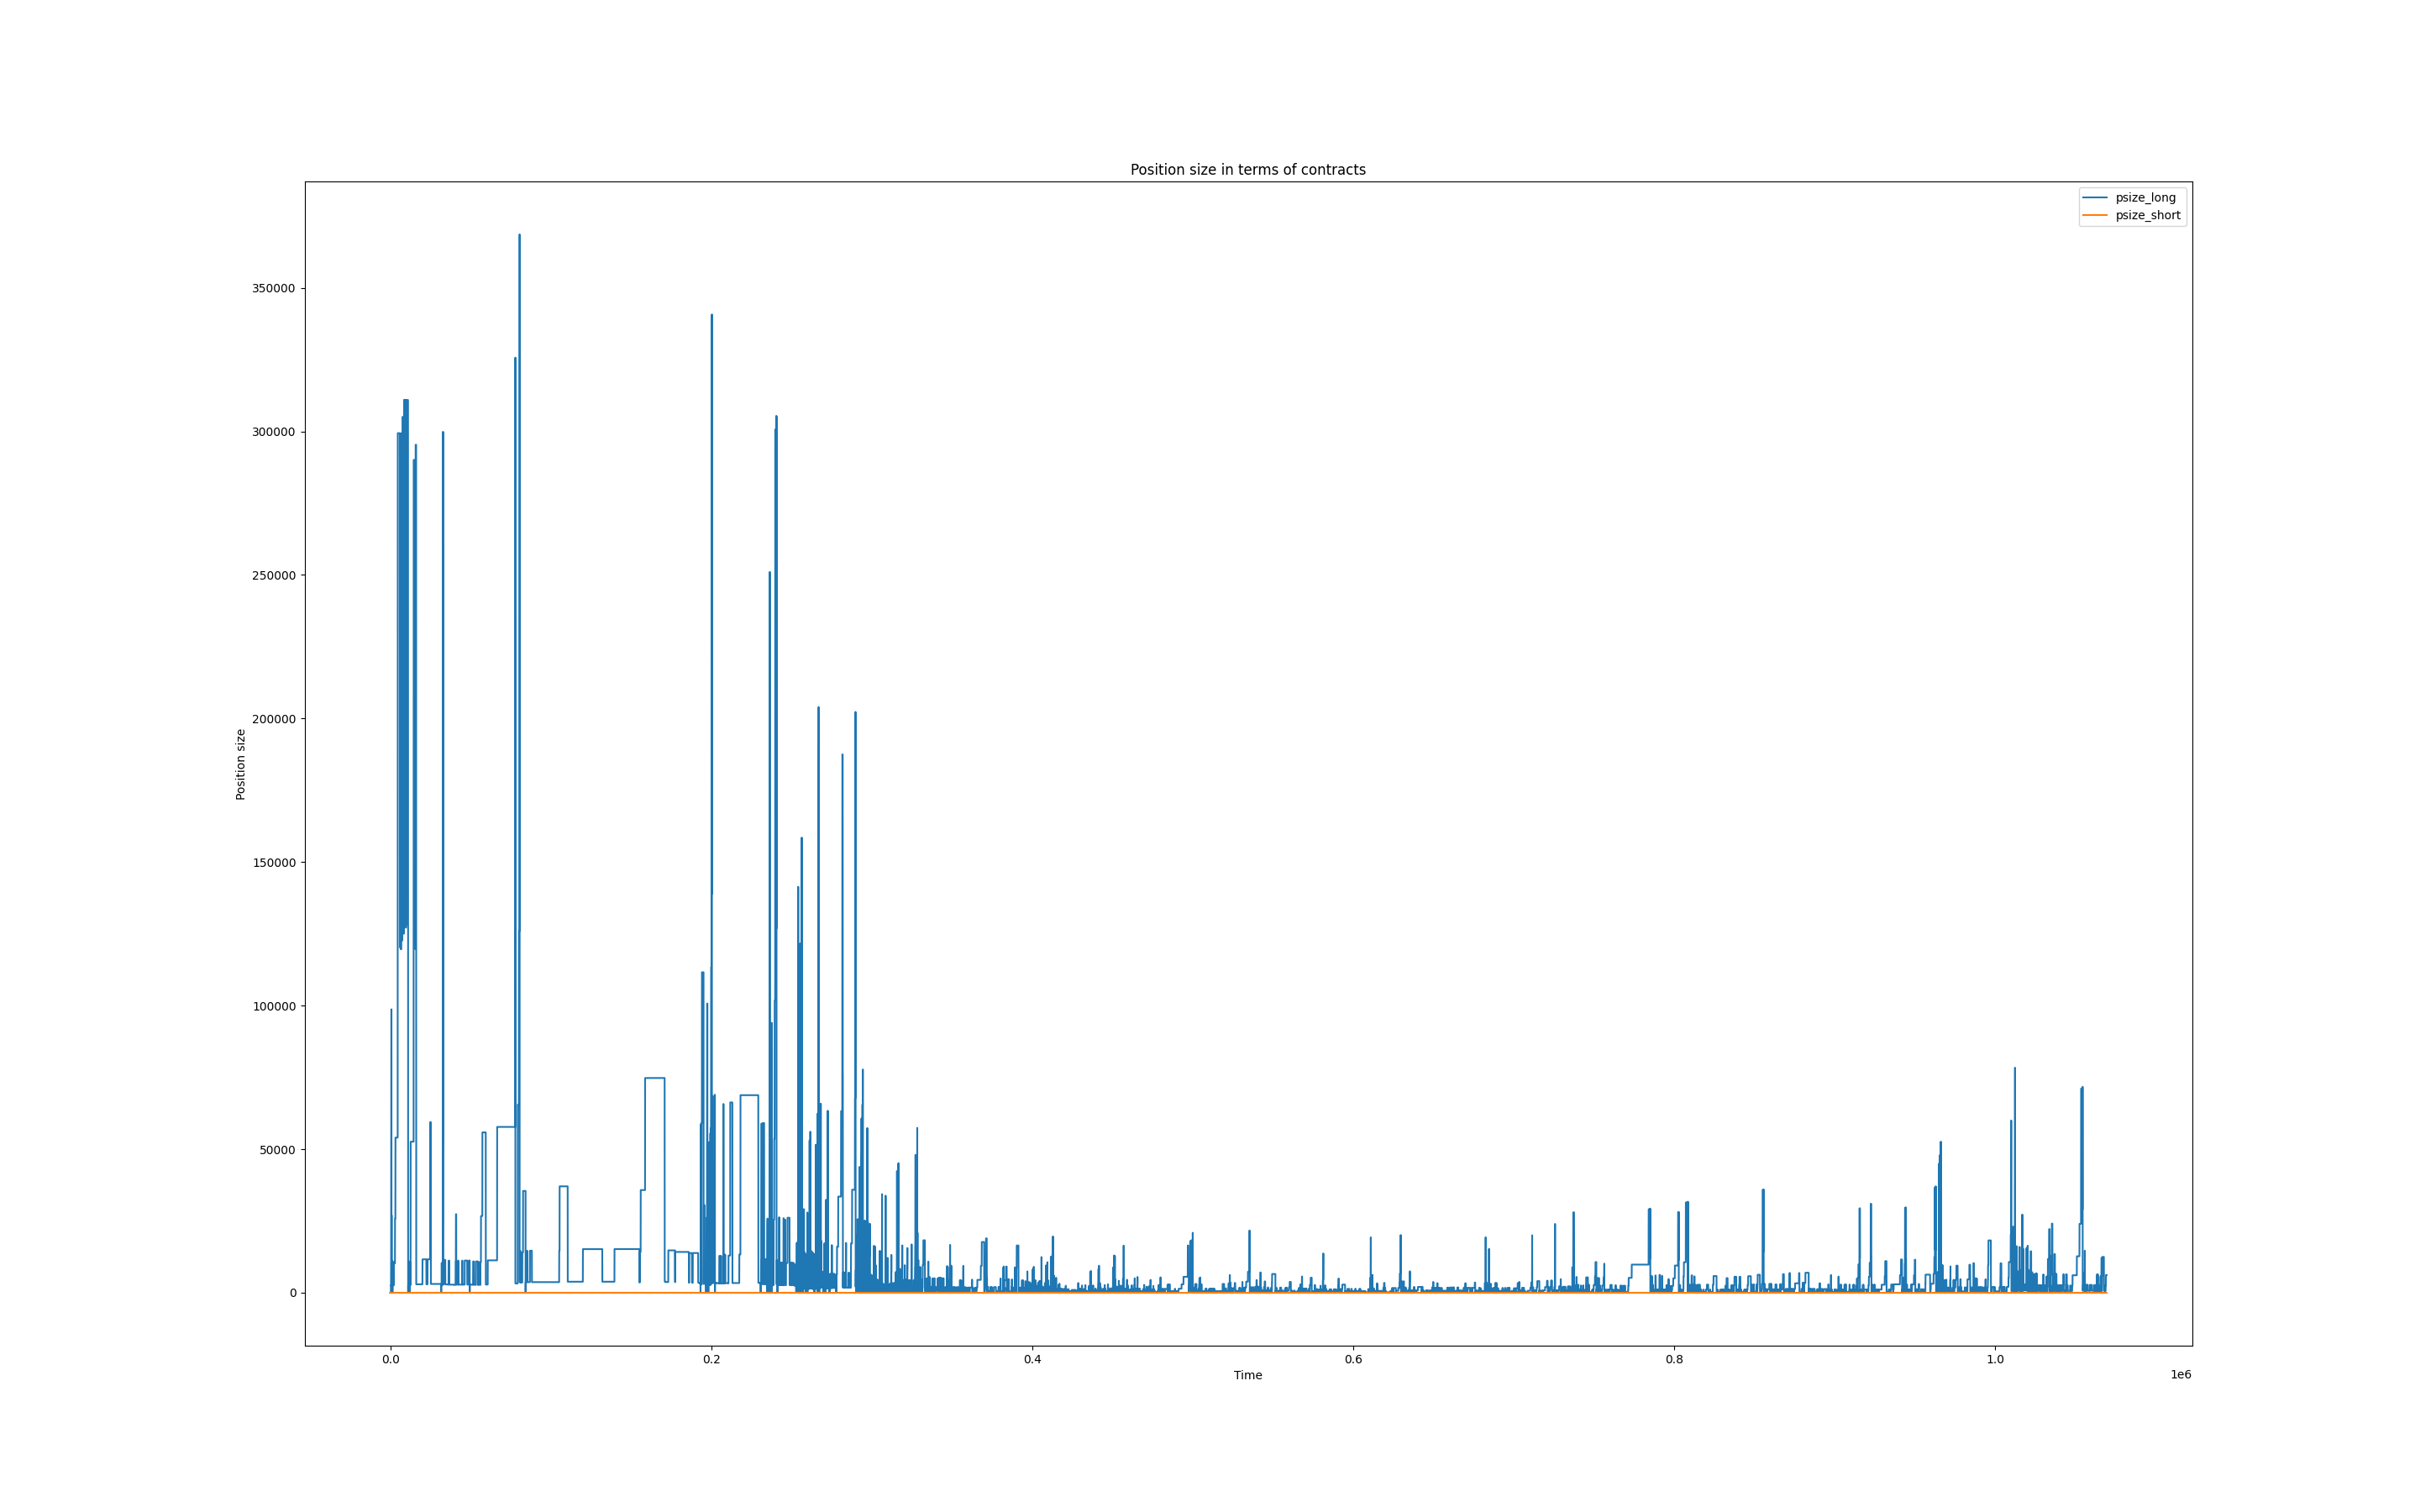 Position size in terms of contracts
psize_long
psize_short
350000
300000
250000
200000
150000
100000
50000
0
Position size
0.0
0.2
0.4
0.6
0.8
1.0
Time
1e6